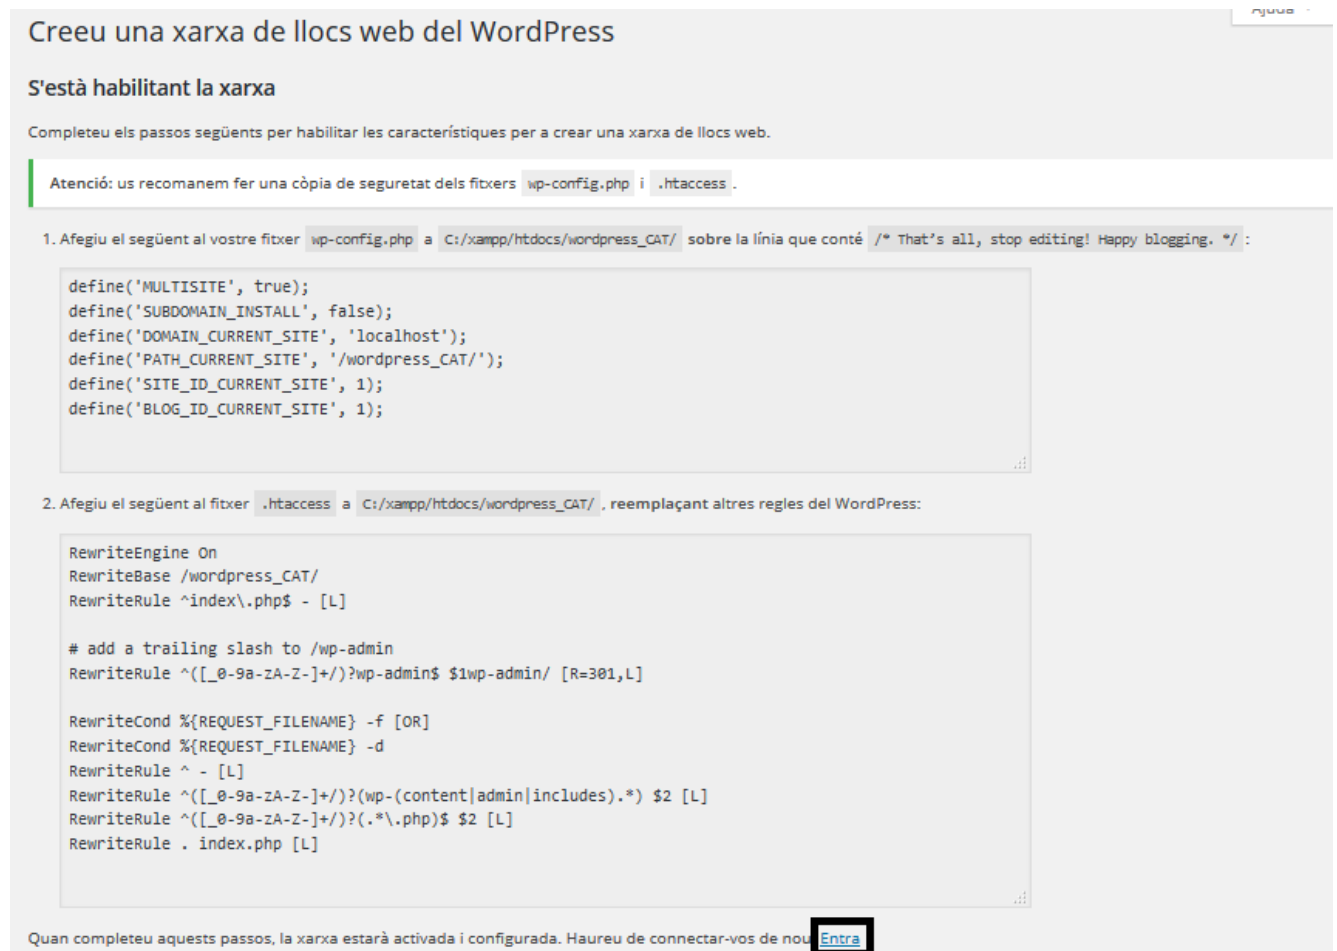 Ajuda
Creeu una xarxa de llocs web del WordPress
S'està habilitant la xarxa
Completeu els passos següents per habilitar les característiques per a crear una xarxa de llocs web.
Atenció: us recomanem fer una còpia de seguretat dels fitxers wp-config.php i .htaccess.
1. Afegiu el següent al vostre fitxer wp-config.php a C:/xampp/htdocs/wordpress_CAT/ sobre la línia que conté /* That's all, stop editing! Happy blogging. */ :
define('MULTISITE', true);
define('SUBDOMAIN_INSTALL', false);
define('DOMAIN_CURRENT_SITE', 'localhost');
define('PATH_CURRENT_SITE', '/wordpress_CAT/');
define('SITE_ID_CURRENT_SITE', 1);
define('BLOG_ID_CURRENT_SITE', 1);
2. Afegiu el següent al fitxer .htaccess a C:/xampp/htdocs/wordpress_CAT/ , reemplaçant altres regles del WordPress:
RewriteEngine On
RewriteBase /wordpress_CAT/
RewriteRule ^index\.php$ - [L]
# add a trailing slash to /wp-admin
RewriteRule ^([_0-9a-zA-Z-]+/)?wp-admin$ $1wp-admin/ [R=301,L]
RewriteCond %{REQUEST_FILENAME} -f [OR]
RewriteCond %{REQUEST_FILENAME} -d
RewriteRule ^ - [L]
RewriteRule ^([_0-9a-zA-Z-]+/)?(wp-(content|admin|includes).*) $2 [L]
RewriteRule ^([_0-9a-zA-Z-]+/)?(.*\.php)$ $2 [L]
RewriteRule . index.php [L]
Quan completeu aquests passos, la xarxa estarà activada i configurada. Haureu de connectar-vos de nou Entra